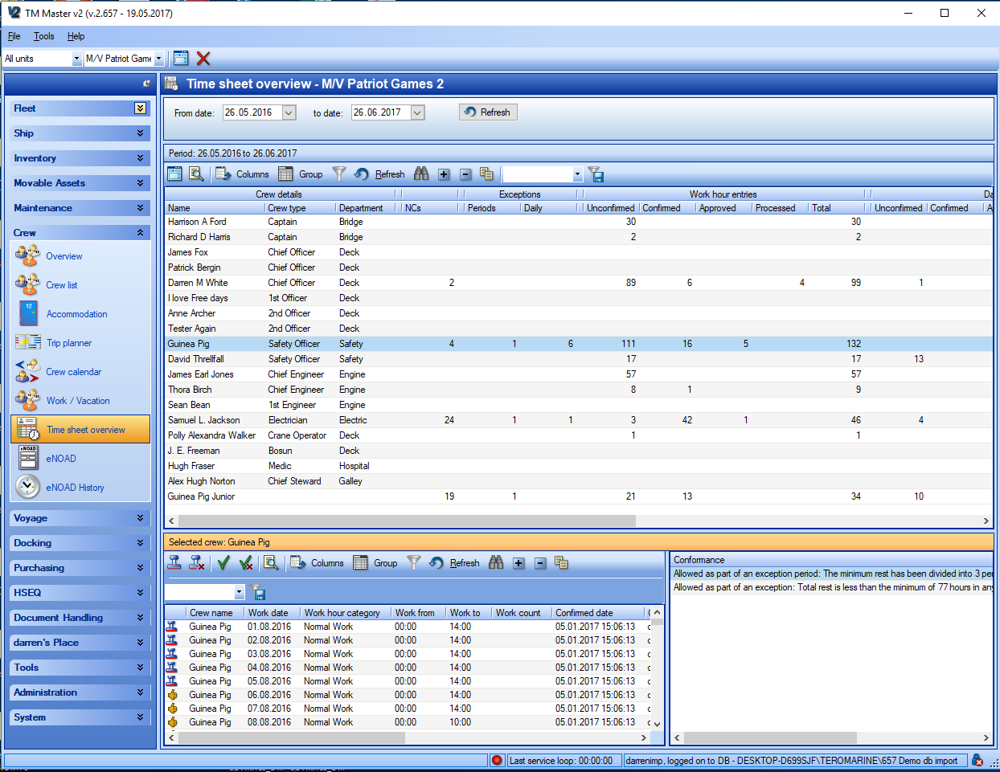 TM Master v2 (v.2.657 - 19.05.2017)
File Tools Help
All units M/V Patriot Game
Time sheet overview - M/V Patriot Games 2
From date: 26.05.2016 to date: 26.06.2017 Refresh
Period: 26.05.2016 to 26.06.2017
Columns Group Refresh
Crew details Exceptions Work hour entries Da
Name Crew type Department NCs Periods Daily Unconfirmed Confirmed Approved Processed Total Unconfirmed Confirmed A
Harrison A Ford Captain Bridge 30 30
Richard D Harris Captain Bridge 2 2
James Fox Chief Officer Deck
Patrick Bergin Chief Officer Deck
Darren M White Chief Officer Deck 2 89 6 4 99 1
I love Free days 1st Officer Deck
Anne Archer 2nd Officer Deck
Tester Again 2nd Officer Deck
Guinea Pig Safety Officer Safety 4 1 6 111 16 5 132
David Threllfall Safety Officer Safety 17 17 13
James Earl Jones Chief Engineer Engine 57 57
Thora Birch Chief Engineer Engine 8 1 9
Sean Bean 1st Engineer Engine
Samuel L. Jackson Electrician Electric 24 1 1 3 42 1 46 4
Polly Alexandra Walker Crane Operator Deck 1 1
J. E. Freeman Bosun Deck
Hugh Fraser Medic Hospital
Alex Hugh Norton Chief Steward Galley
Guinea Pig Junior 19 1 21 13 34 10
Fleet
Ship
Inventory
Movable Assets
Maintenance
Crew
Overview
Crew list
12
Accommodation
Trip planner
Crew calendar
Work / Vacation
Time sheet overview
eNOAD
eNOAD
eNOAD History
Voyage
Docking
Purchasing
HSEQ
Document Handling
darren's Place
Tools
Administration
System
Selected crew: Guinea Pig
Columns Group Refresh
Crew name Work date Work hour category Work from Work to Work count Confirmed date
Guinea Pig 01.08.2016 Normal Work 00:00 14:00 05.01.2017 15:06:13
Guinea Pig 02.08.2016 Normal Work 00:00 14:00 05.01.2017 15:06:13
Guinea Pig 03.08.2016 Normal Work 00:00 14:00 05.01.2017 15:06:13
Guinea Pig 04.08.2016 Normal Work 00:00 14:00 05.01.2017 15:06:13
Guinea Pig 05.08.2016 Normal Work 00:00 14:00 05.01.2017 15:06:13
Guinea Pig 06.08.2016 Normal Work 00:00 14:00 05.01.2017 15:06:13
Guinea Pig 07.08.2016 Normal Work 00:00 14:00 05.01.2017 15:06:13
Guinea Pig 08.08.2016 Normal Work 00:00 10:00 05.01.2017 15:06:13
Confomance
Allowed as part of an exception period: The minimum rest has been divided into 3 per
Allowed as part of an exception: Total rest is less than the minimum of 77 hours in any
Last service loop: 00:00:00 darrenimp, logged on to DB - DESKTOP-D699SJF\TEROMARINE\657 Demo db import